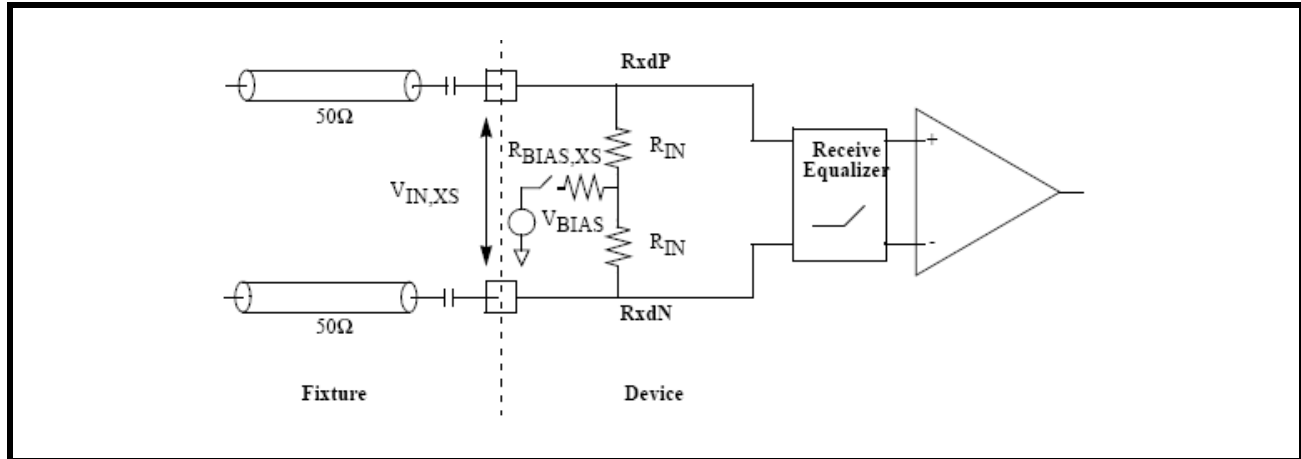 RxdP
50Ω
RBIAS,XS
RIN
Receive
Equalizer
+
VIN,XS
VBIAS
RIN
-
50Ω
RxdN
Fixture
Device